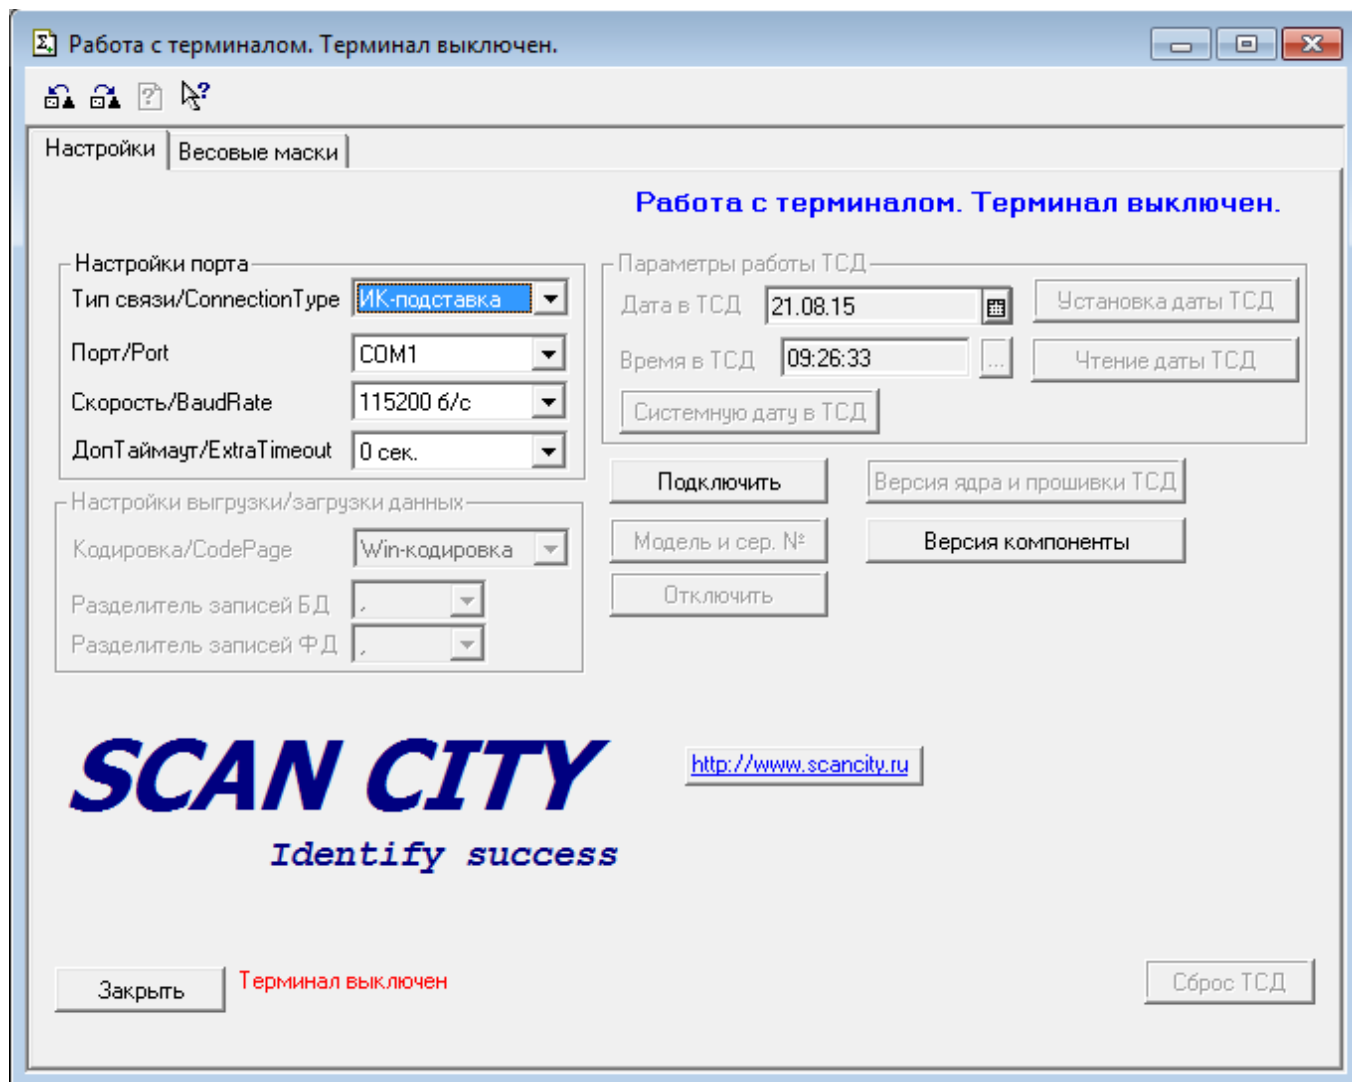 Работа с терминалом. Терминал выключен.
Настройки
Весовые маски
Работа с терминалом. Терминал выключен.
Настройки порта
Тип связи/ConnectionType ИК-подставка
Порт/Port COM1
Скорость/BaudRate 115200 б/с
ДопТаймаут/ExtraTimeout 0 сек.
Параметры работы ТСД
Дата в ТСД 21.08.15 Установка даты ТСД
Время в ТСД 09:26:33 ... Чтение даты ТСД
Системную дату в ТСД
Подключить Версия ядра и прошивки ТСД
Модель и сер. № Версия компоненты
Отключить
Настройки выгрузки/загрузки данных
Кодировка/CodePage Win-кодировка
Разделитель записей БД ,
Разделитель записей ФД ,
SCAN CITY
Identify success
http://www.scancity.ru
Закрыть Терминал выключен Сброс ТСД